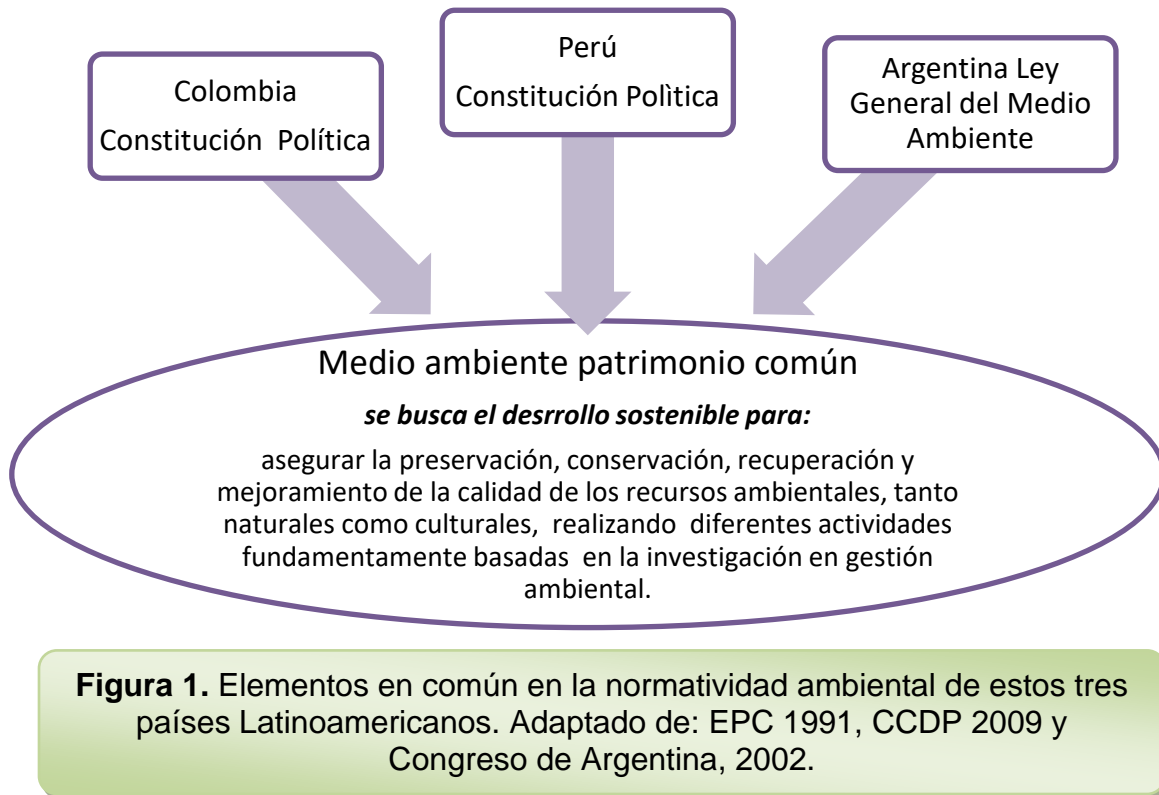 Colombia
Constitución Política
Perú
Constitución Polìtica
Argentina Ley
General del Medio
Ambiente
Medio ambiente patrimonio común
se busca el desrrollo sostenible para:
asegurar la preservación, conservación, recuperación y
mejoramiento de la calidad de los recursos ambientales, tanto
naturales como culturales, realizando diferentes actividades
fundamentamente basadas en la investigación en gestión
ambiental.
Figura 1. Elementos en común en la normatividad ambiental de estos tres
países Latinoamericanos. Adaptado de: EPC 1991, CCDP 2009 y
Congreso de Argentina, 2002.